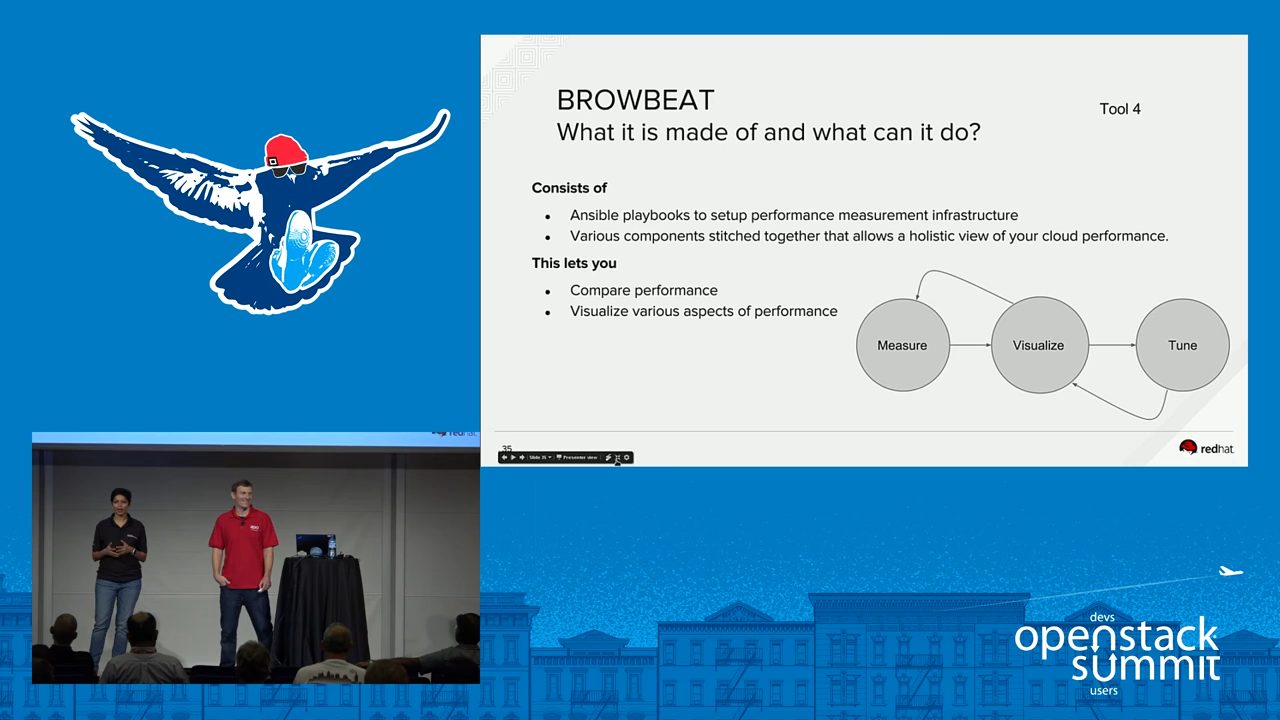 BROWBEAT
Tool 4
What it is made of and what can it do?
Consists of
• Ansible playbooks to setup performance measurement infrastructure
• Various components stitched together that allows a holistic view of your cloud performance.
This lets you
• Compare performance
• Visualize various aspects of performance
Measure
Visualize
Tune
35
redhat.
Slide 35
Presenter view
redhat
devs
openstack
summit
users